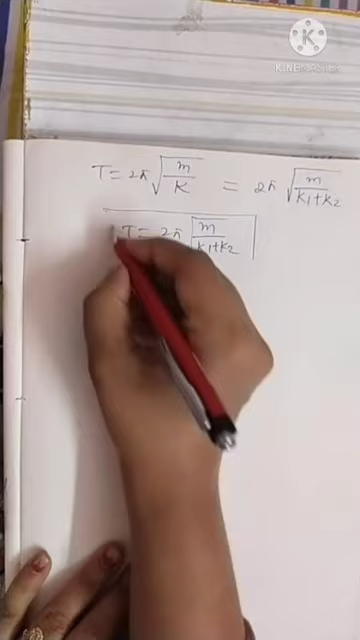 KINEMASTER
T = 2π √(m/K) = 2π √(m/(K₁+K₂))
T = 2π √(m/(K₁+K₂))